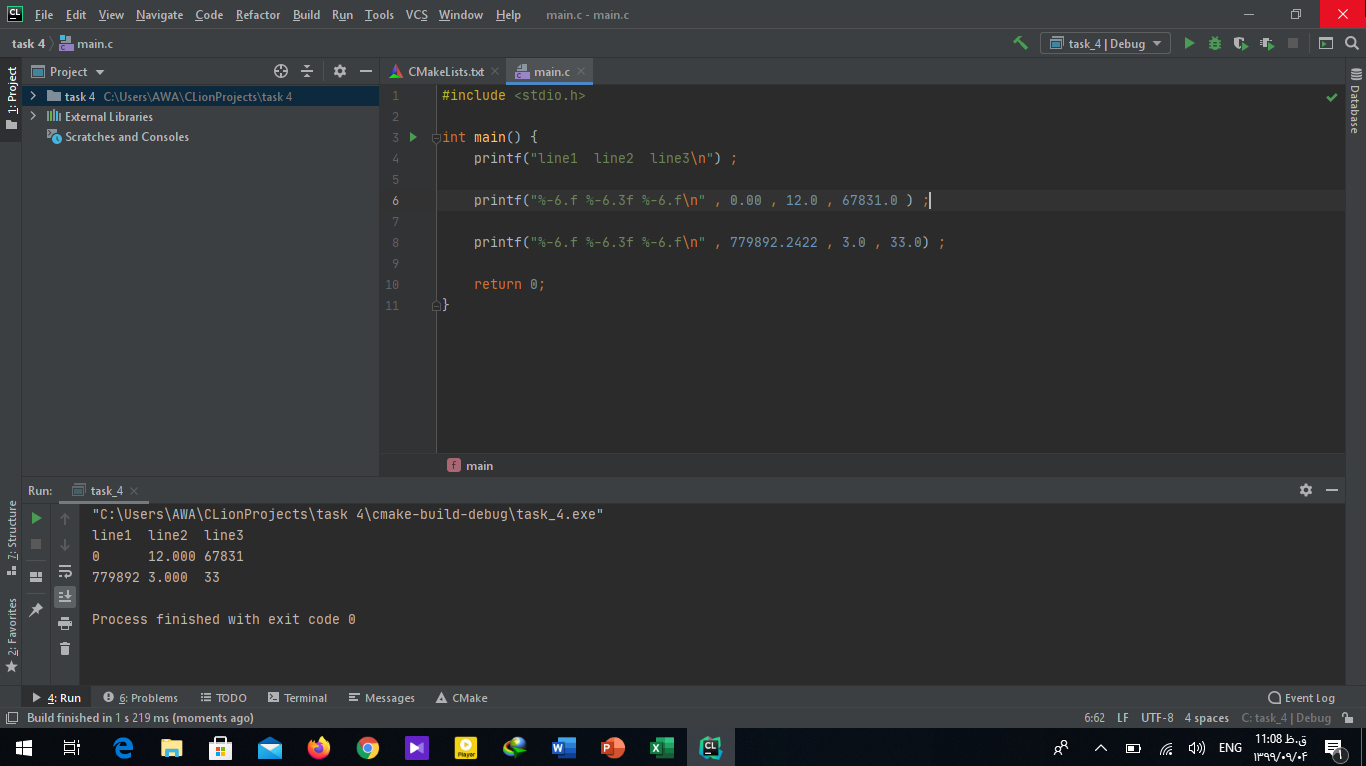 CL File Edit View Navigate Code Refactor Build Run Tools VCS Window Help main.c - main.c
task 4 main.c task_4 | Debug
1: Project
Project
task 4 C:\Users\AWA\CLionProjects\task 4
External Libraries
Scratches and Consoles
CMakeLists.txt main.c
1 #include <stdio.h>
2
3 int main() {
4 printf("line1  line2  line3\n") ;
5
6 printf("%-6.f %-6.3f %-6.f\n" , 0.00 , 12.0 , 67831.0 ) ;
7
8 printf("%-6.f %-6.3f %-6.f\n" , 779892.2422 , 3.0 , 33.0) ;
9
10 return 0;
11 }
f main
Database
7: Structure
2: Favorites
Run: task_4
"C:\Users\AWA\CLionProjects\task 4\cmake-build-debug\task_4.exe"
line1  line2  line3
0      12.000 67831
779892 3.000  33
Process finished with exit code 0
4: Run 6: Problems TODO Terminal Messages CMake Event Log
Build finished in 1 s 219 ms (moments ago) 6:62 LF UTF-8 4 spaces C: task_4 | Debug
Player W P X CL ENG 11:08 ق.ظ
۱۳۹۹/۰۹/۰۴
۱